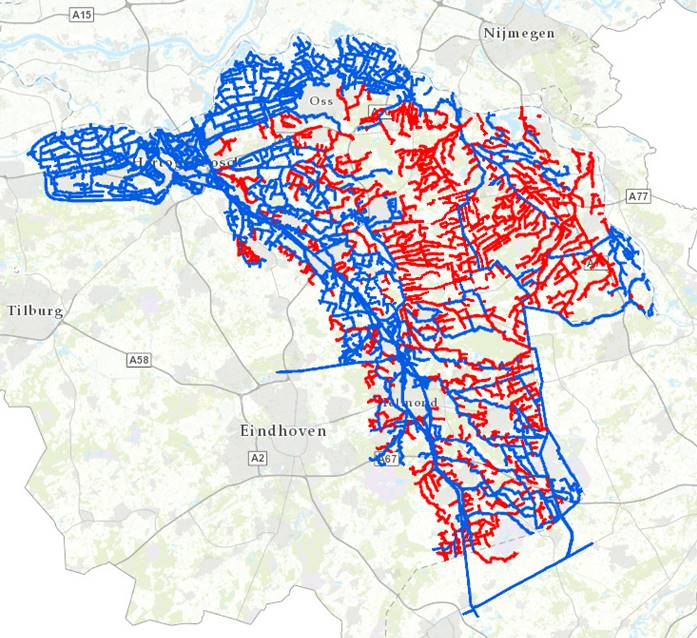 A15
Nijmegen
Oss
A77
Tilburg
A58
Eindhoven
A2
A67